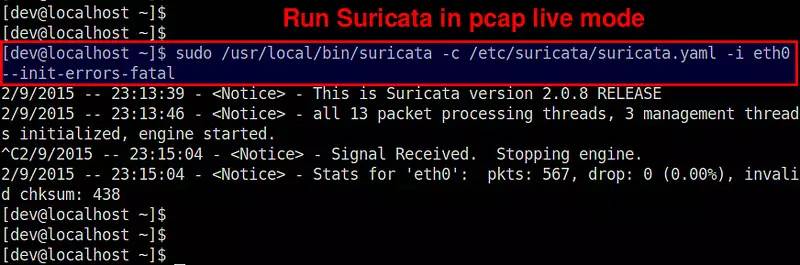 [dev@localhost ~]$
Run Suricata in pcap live mode
[dev@localhost ~]$
[dev@localhost ~]$ sudo /usr/local/bin/suricata -c /etc/suricata/suricata.yaml -i eth0
--init-errors-fatal
2/9/2015 -- 23:13:39 - <Notice> - This is Suricata version 2.0.8 RELEASE
2/9/2015 -- 23:13:46 - <Notice> - all 13 packet processing threads, 3 management thread
s initialized, engine started.
^C2/9/2015 -- 23:15:04 - <Notice> - Signal Received.  Stopping engine.
2/9/2015 -- 23:15:04 - <Notice> - Stats for 'eth0':  pkts: 567, drop: 0 (0.00%), invali
d chksum: 438
[dev@localhost ~]$
[dev@localhost ~]$
[dev@localhost ~]$